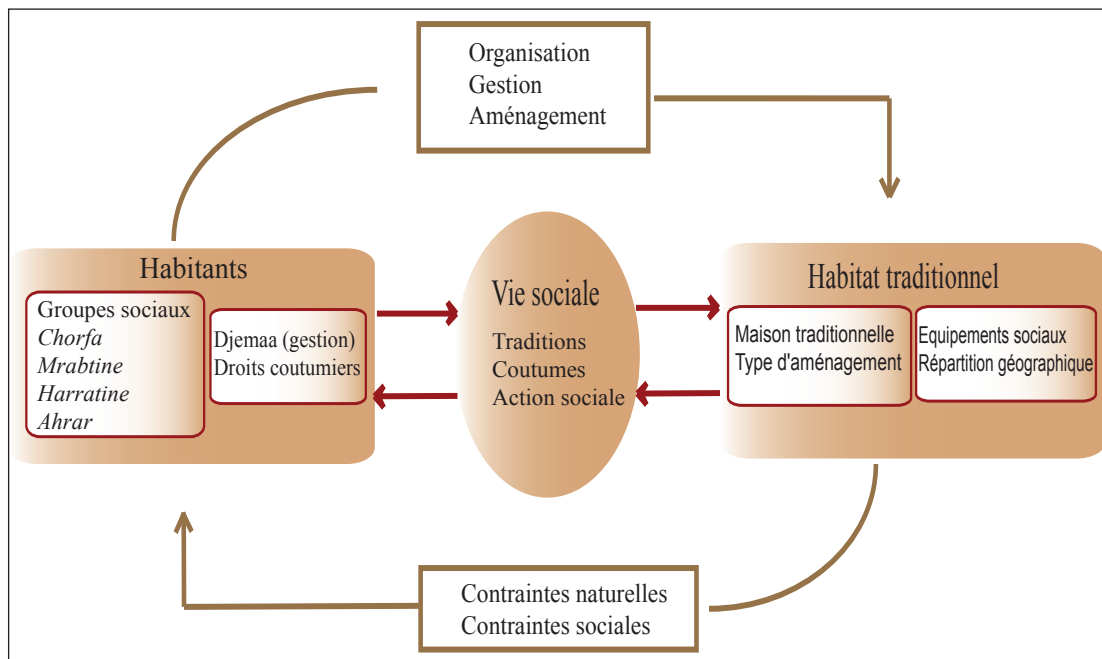 Organisation
Gestion
Aménagement
Habitants
Groupes sociaux
Chorfa
Mrabtine
Harratine
Ahrar
Djemaa (gestion)
Droits coutumiers
Vie sociale
Traditions
Coutumes
Action sociale
Habitat traditionnel
Maison traditionnelle
Type d'aménagement
Equipements sociaux
Répartition géographique
Contraintes naturelles
Contraintes sociales